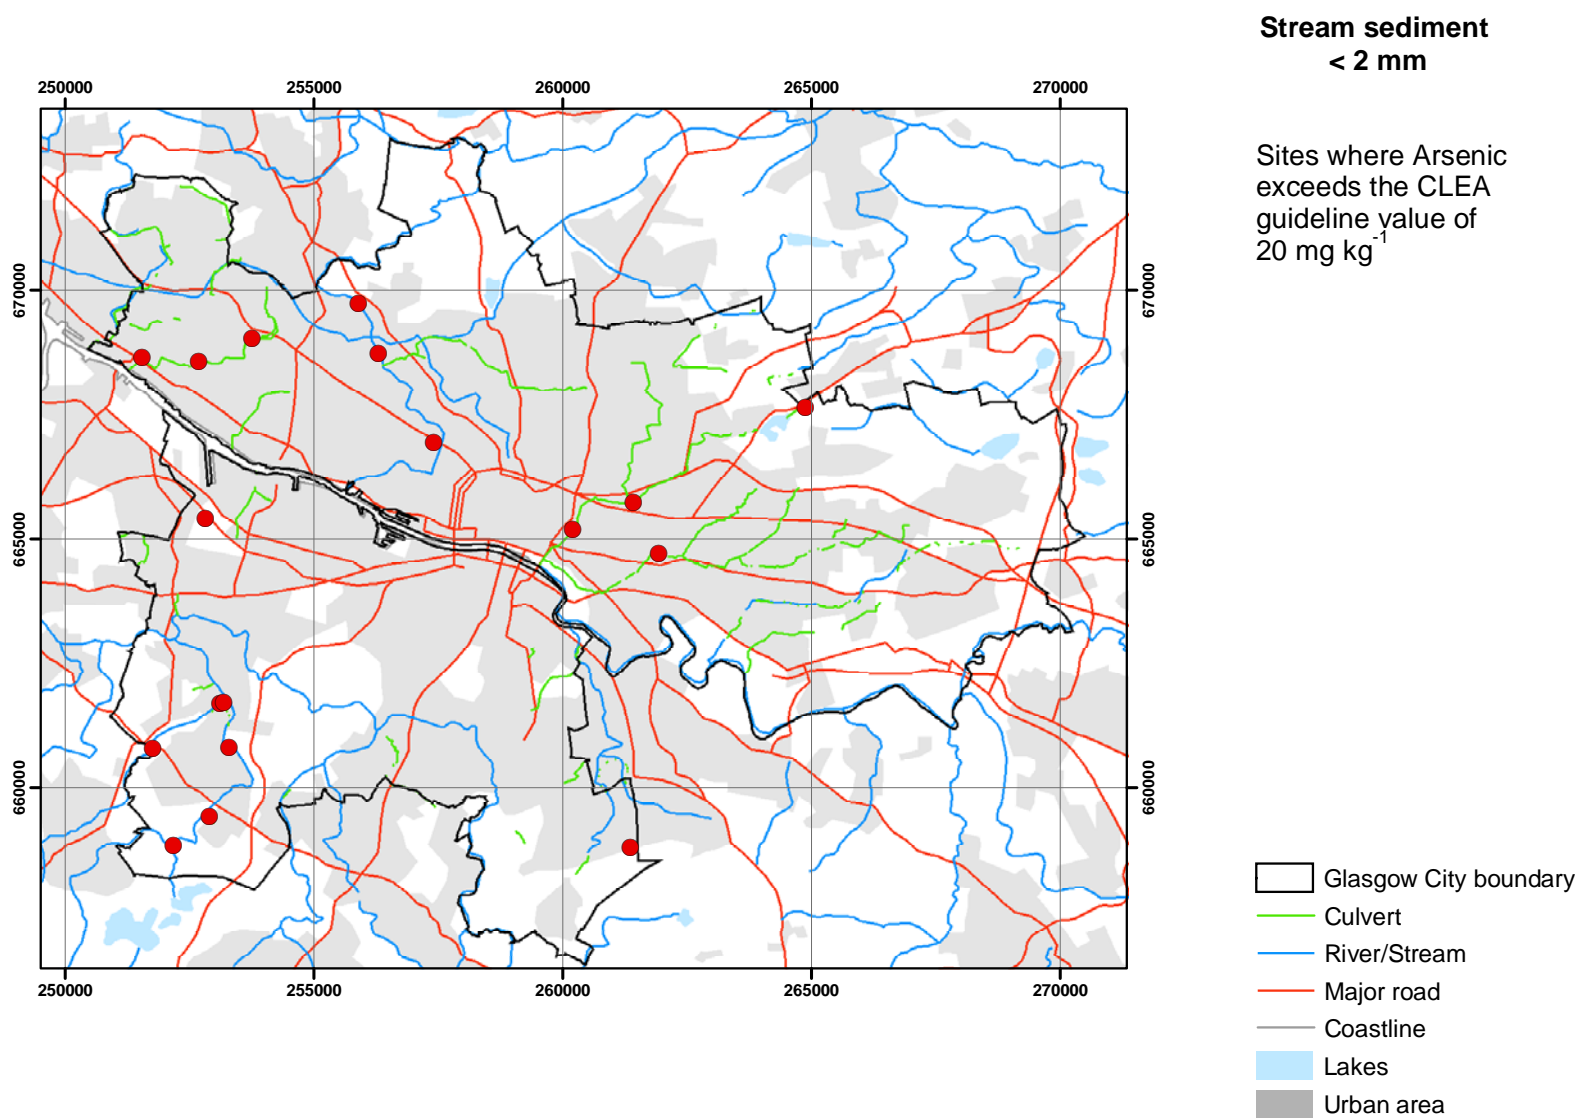 Stream sediment
< 2 mm
Sites where Arsenic
exceeds the CLEA
guideline value of
20 mg kg-1
250000 255000 260000 265000 270000
670000 670000
665000 665000
660000 660000
250000 255000 260000 265000 270000
Glasgow City boundary
Culvert
River/Stream
Major road
Coastline
Lakes
Urban area